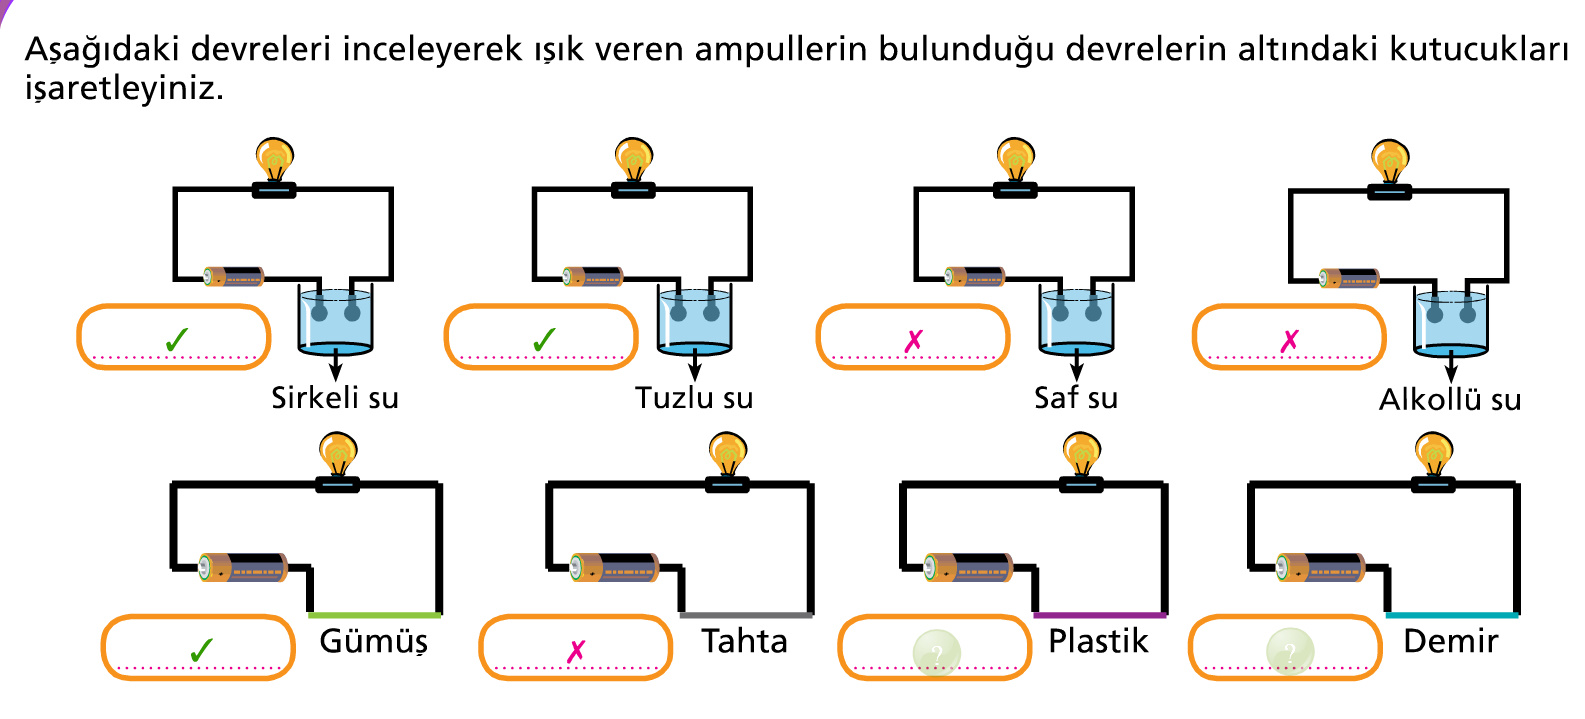 Aşağıdaki devreleri inceleyerek ışık veren ampullerin bulunduğu devrelerin altındaki kutucukları
işaretleyiniz.
✓ ✓ ✗ ✗
Sirkeli su Tuzlu su Saf su Alkollü su
✓ Gümüş ✗ Tahta ? Plastik ? Demir